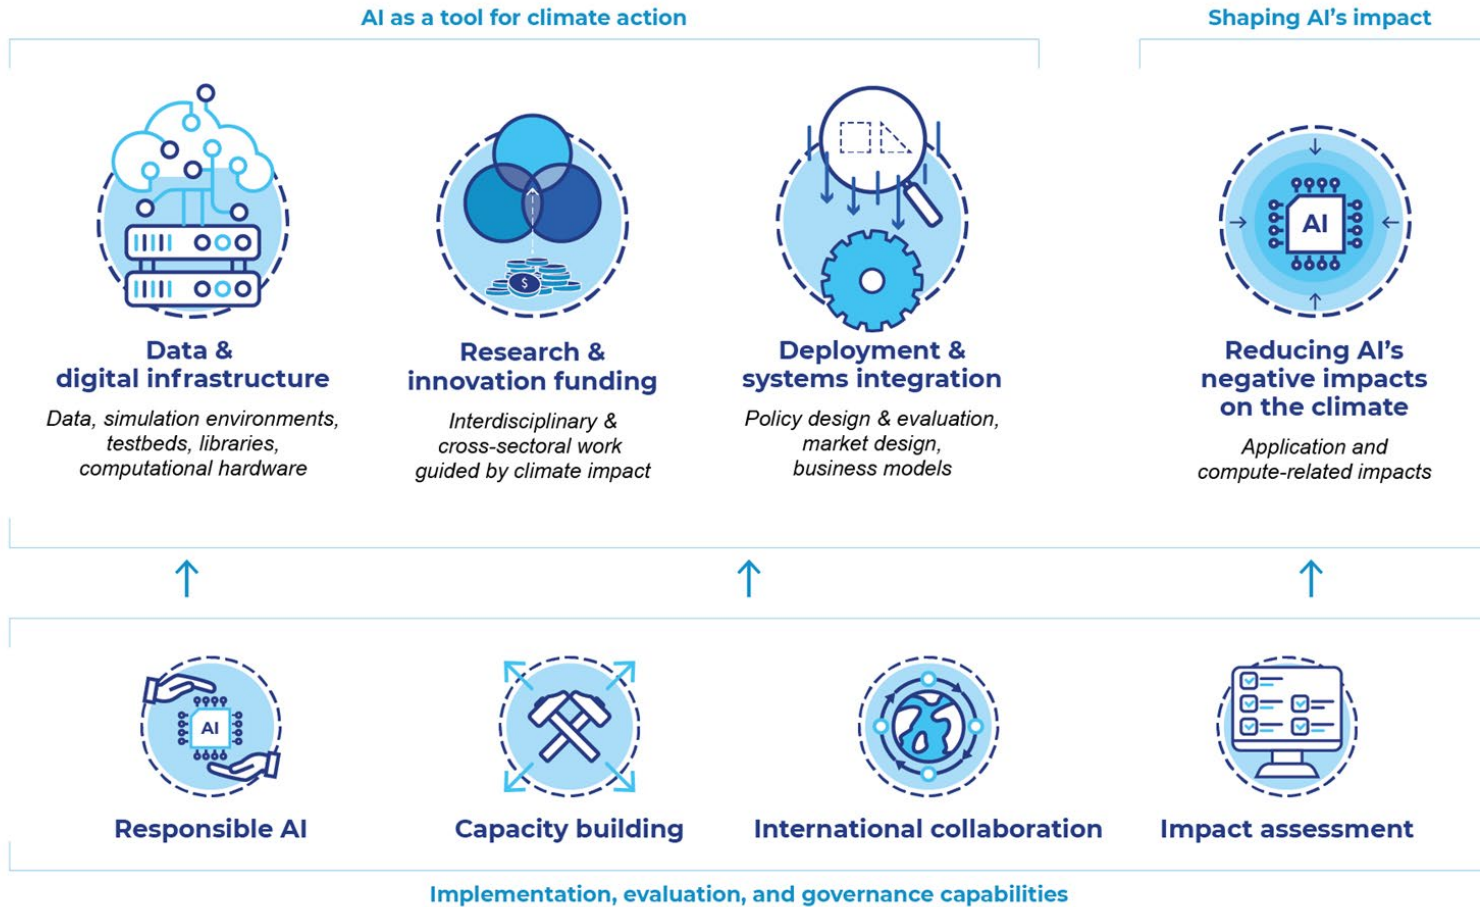 AI as a tool for climate action
Shaping AI's impact
Data &
digital infrastructure
Data, simulation environments,
testbeds, libraries,
computational hardware
$
Research &
innovation funding
Interdisciplinary &
cross-sectoral work
guided by climate impact
Deployment &
systems integration
Policy design & evaluation,
market design,
business models
AI
Reducing AI's
negative impacts
on the climate
Application and
compute-related impacts
AI
Responsible AI
Capacity building
International collaboration
Impact assessment
Implementation, evaluation, and governance capabilities